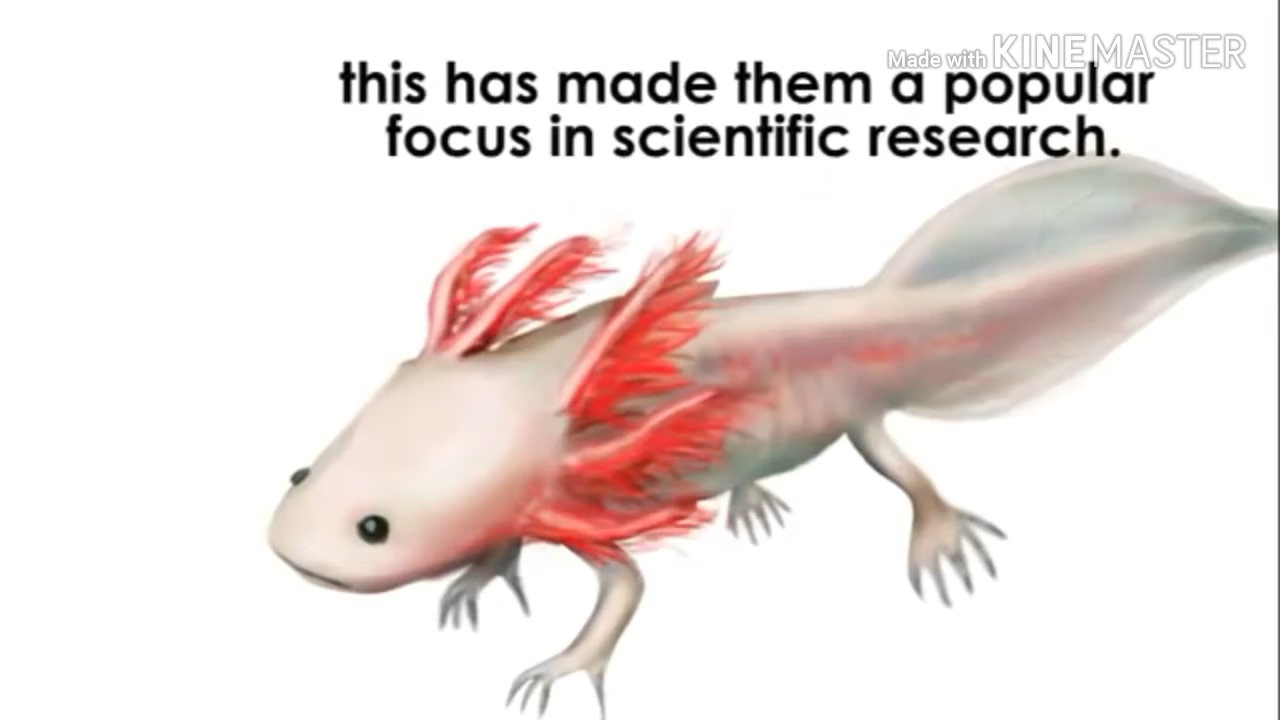 Made with KINEMASTER
this has made them a popular
focus in scientific research.